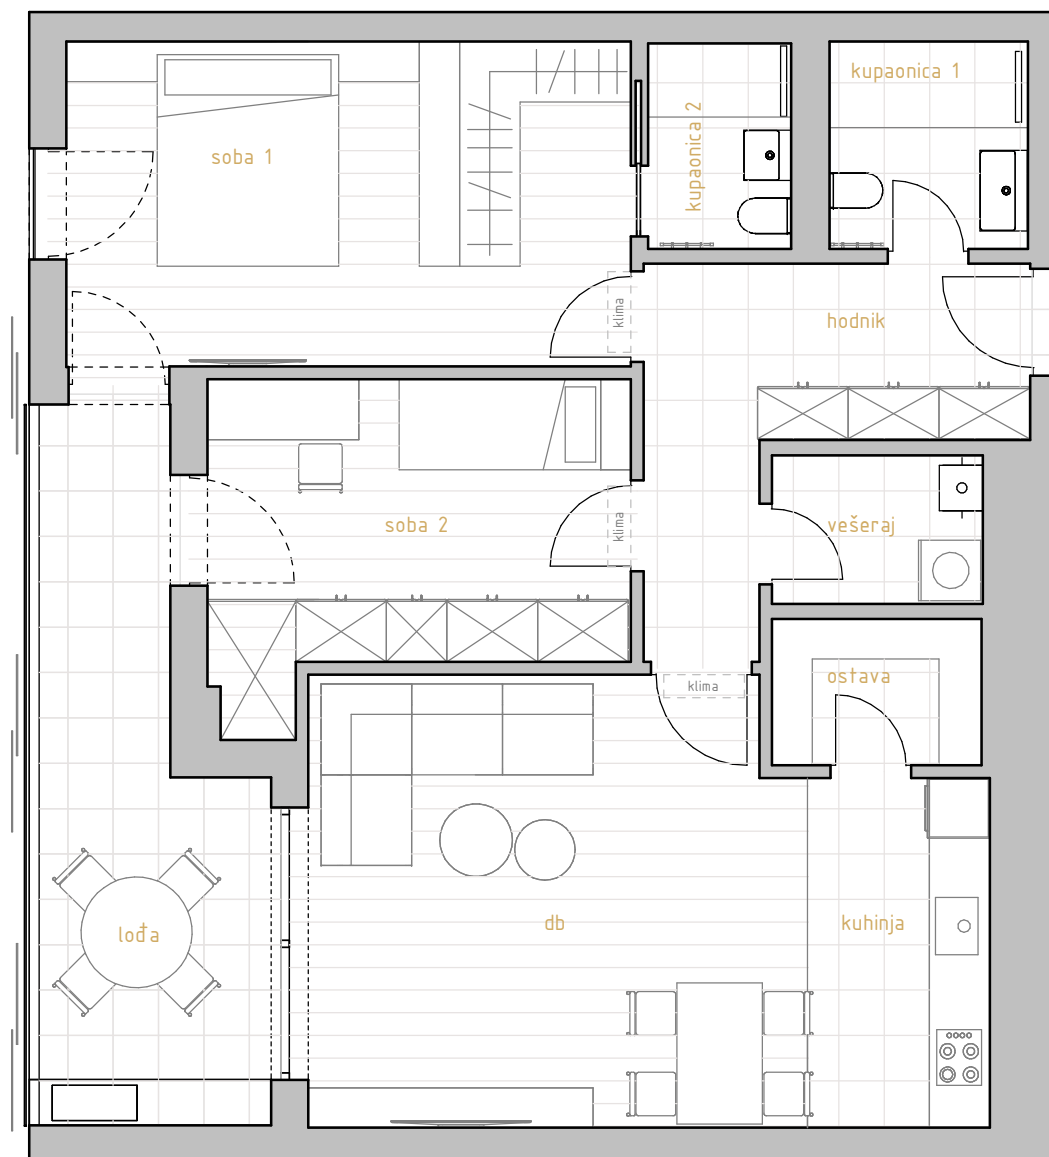 kupaonica 1
kupaonica 2
soba 1
klima
hodnik
soba 2
klima
vešeraj
ostava
klima
db
kuhinja
lođa